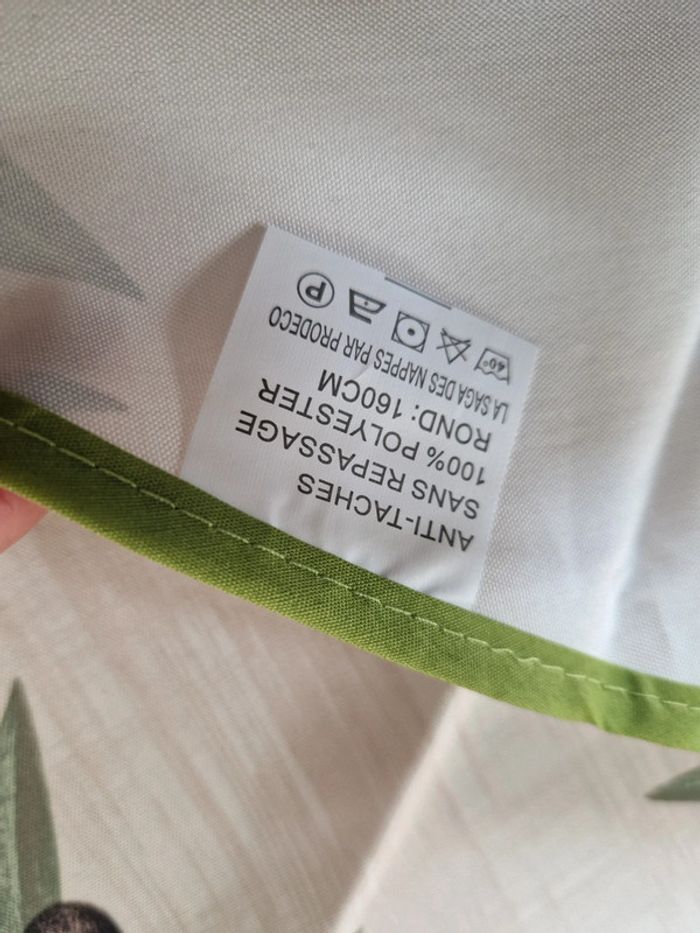 ANTI-TACHES
SANS REPASSAGE
100% POLYESTER
ROND: 160CM
LA SAGA DES NAPPES PAR PRODECO
40° P